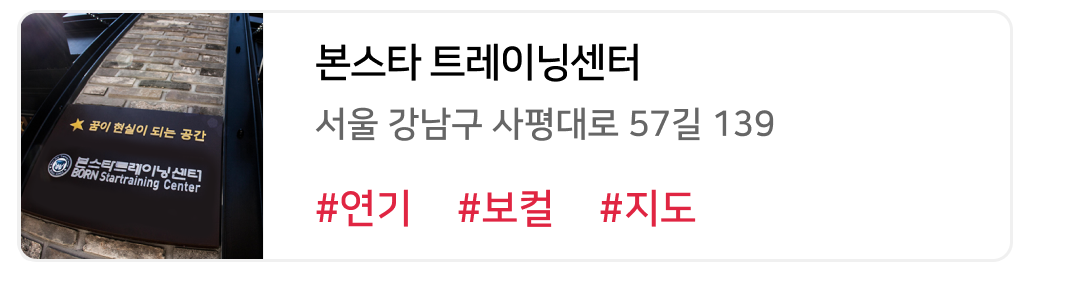 본스타 트레이닝센터
서울 강남구 사평대로 57길 139
#연기 #보컬 #지도
꿈이 현실이 되는 공간
본스타트레이닝센터
BORN Startraining Center